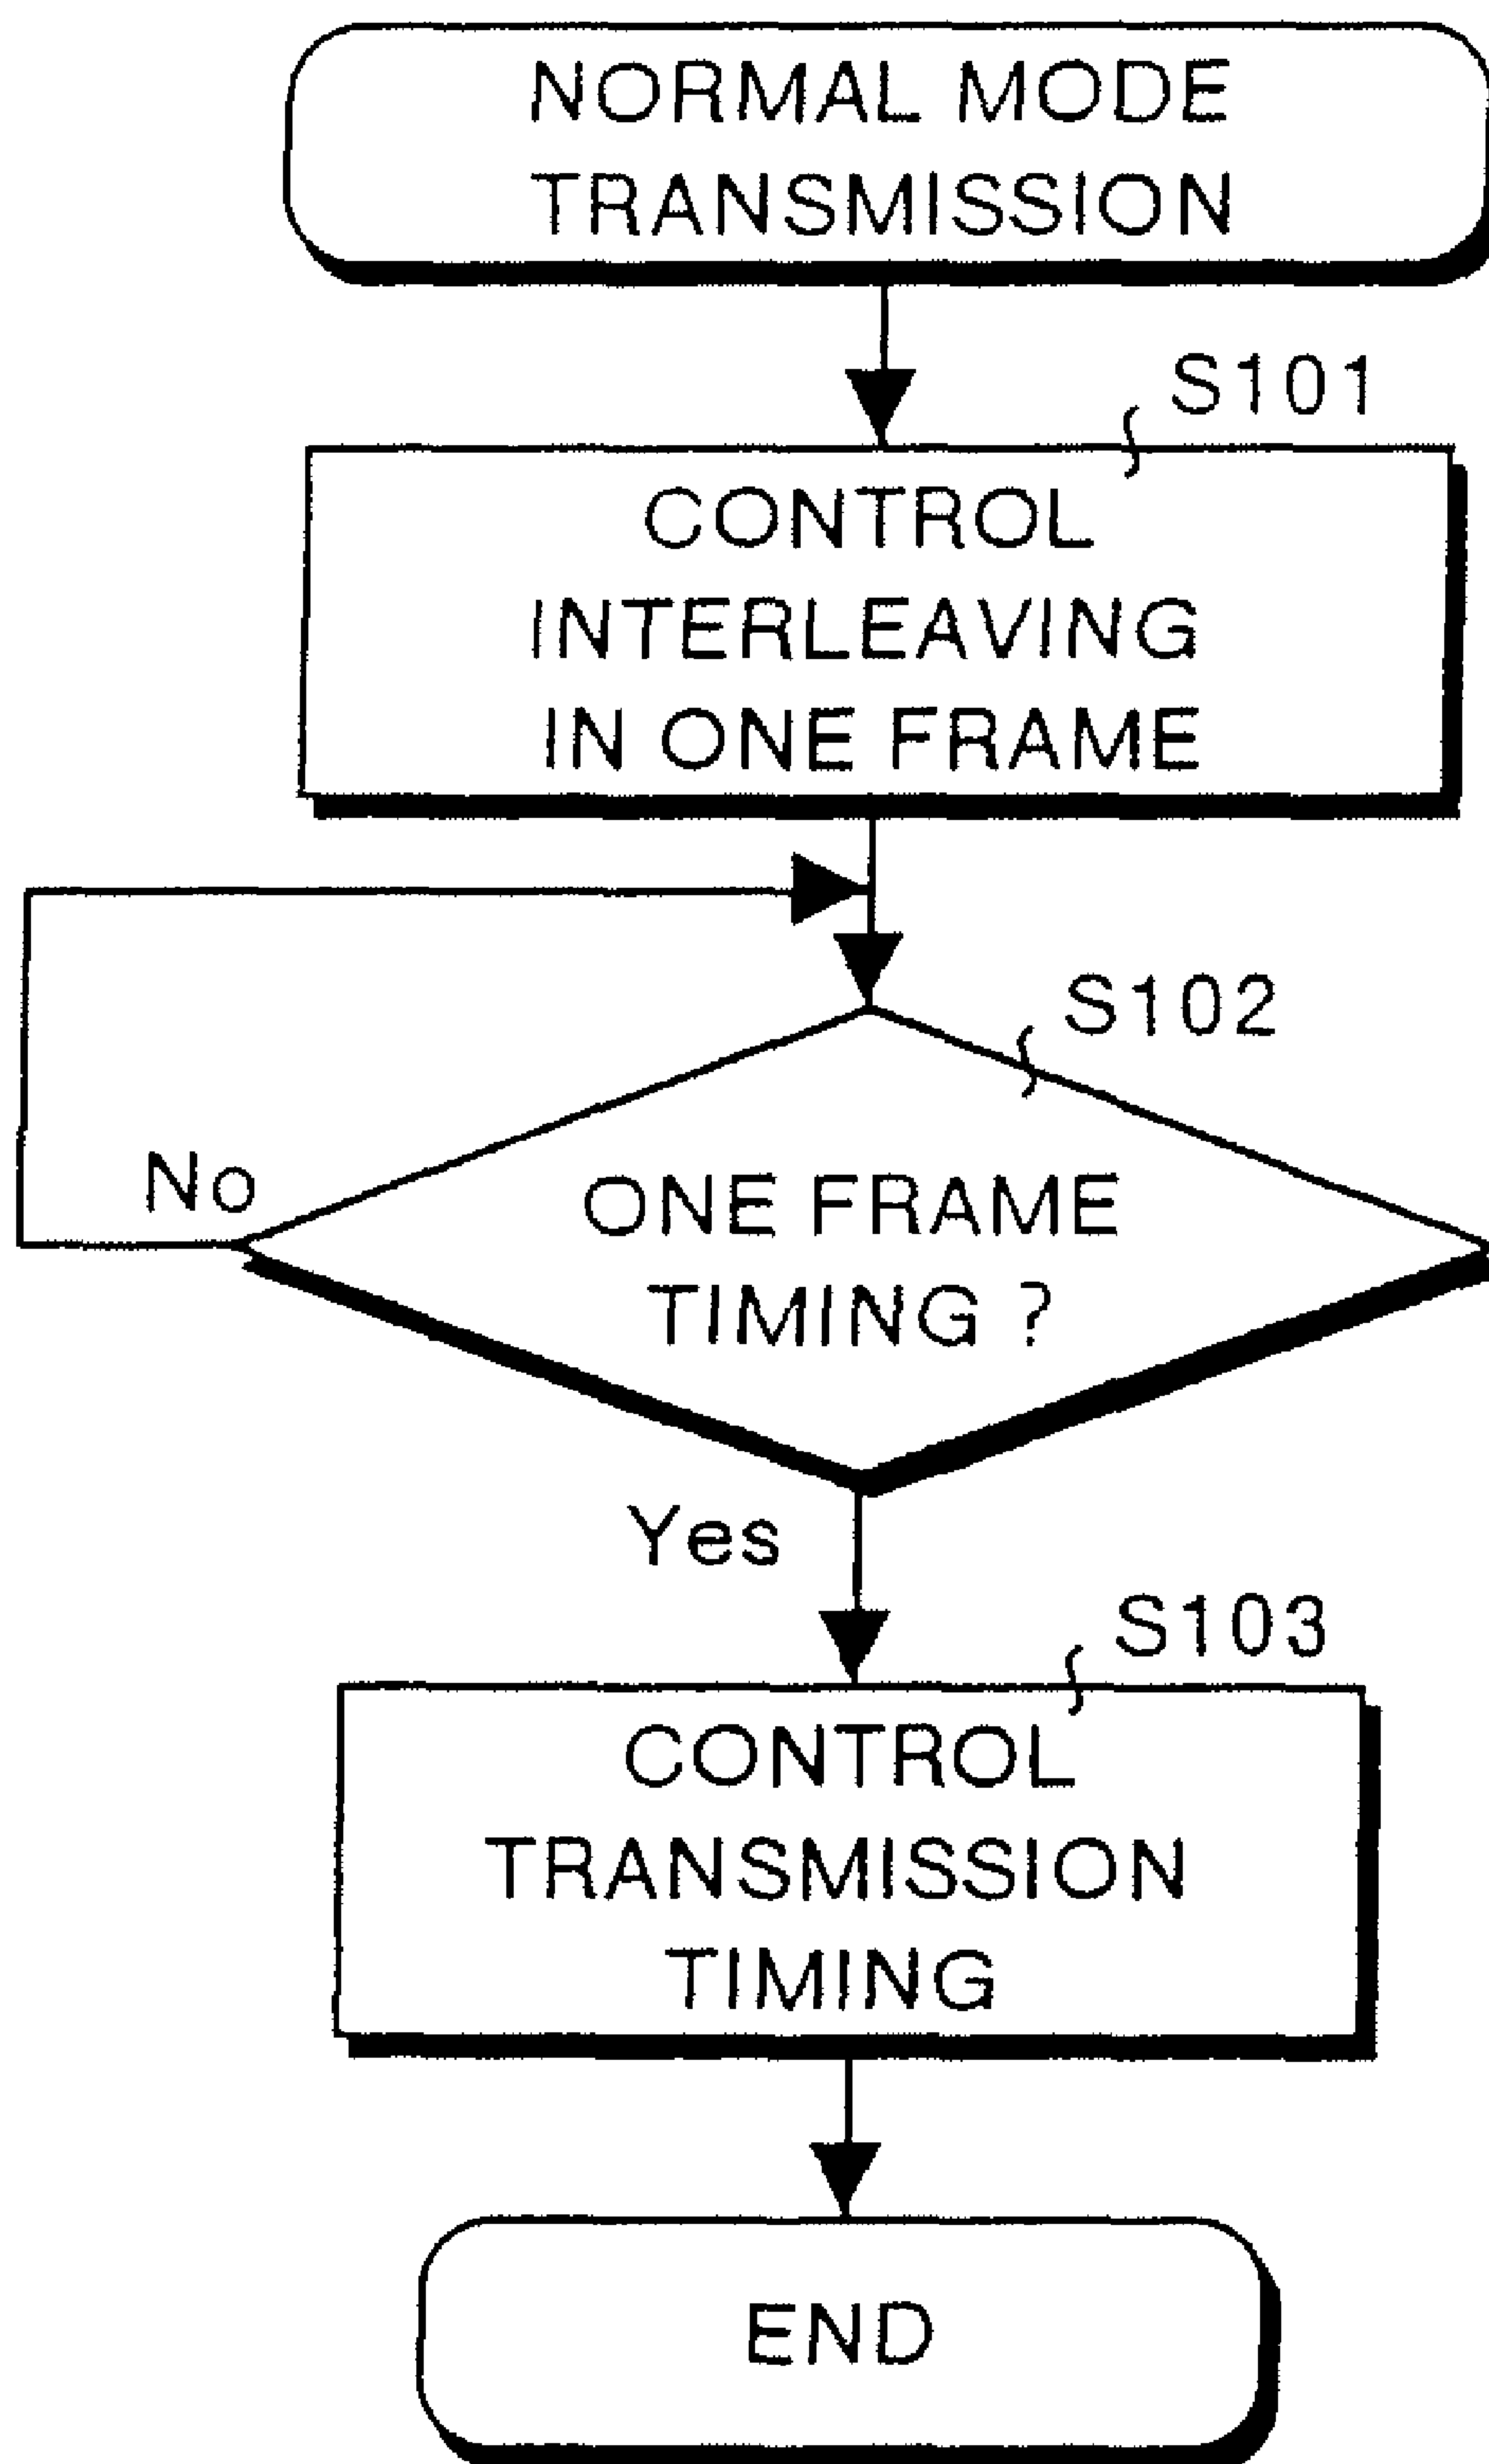 NORMAL MODE
TRANSMISSION
S101
CONTROL
INTERLEAVING
IN ONE FRAME
S102
No
ONE FRAME
TIMING ?
Yes
S103
CONTROL
TRANSMISSION
TIMING
END